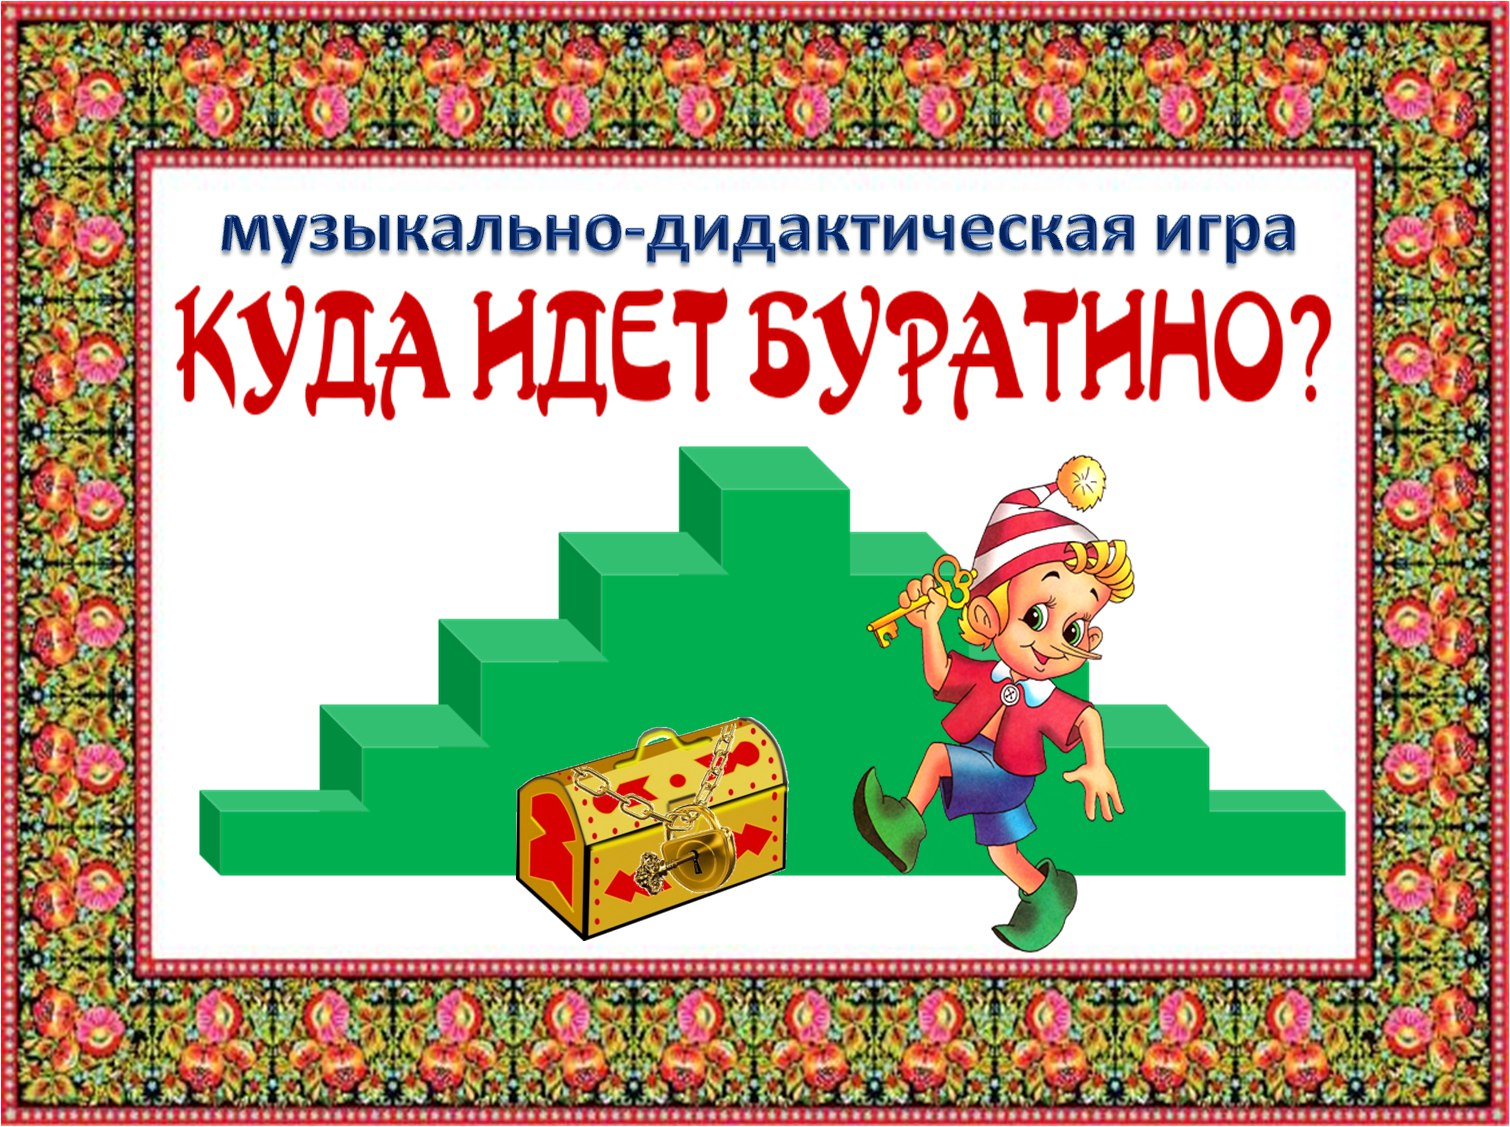 музыкально-дидактическая игра
КУДА ИДЕТ БУРАТИНО?